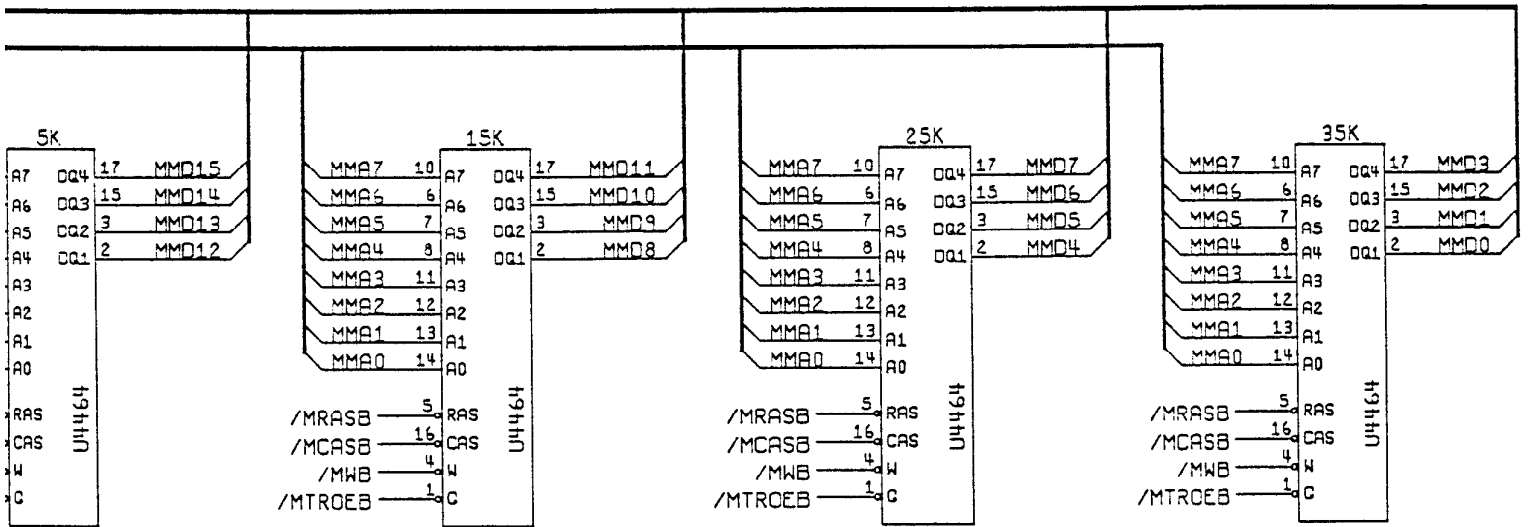 5K
A7 DQ4 17 MMD15
A6 DQ3 15 MMD14
A5 DQ2 3 MMD13
A4 DQ1 2 MMD12
A3
A2
A1
A0
U4464
RAS
CAS
W
G
15K
MMA7 10 A7 DQ4 17 MMD11
MMA6 6 A6 DQ3 15 MMD10
MMA5 7 A5 DQ2 3 MMD9
MMA4 8 A4 DQ1 2 MMD8
MMA3 11 A3
MMA2 12 A2
MMA1 13 A1
MMA0 14 A0
U4464
/MRASB 5 RAS
/MCASB 16 CAS
/MWB 4 W
/MTROEB 1 G
25K
MMA7 10 A7 DQ4 17 MMD7
MMA6 6 A6 DQ3 15 MMD6
MMA5 7 A5 DQ2 3 MMD5
MMA4 8 A4 DQ1 2 MMD4
MMA3 11 A3
MMA2 12 A2
MMA1 13 A1
MMA0 14 A0
U4464
/MRASB 5 RAS
/MCASB 16 CAS
/MWB 4 W
/MTROEB 1 G
35K
MMA7 10 A7 DQ4 17 MMD3
MMA6 6 A6 DQ3 15 MMD2
MMA5 7 A5 DQ2 3 MMD1
MMA4 8 A4 DQ1 2 MMD0
MMA3 11 A3
MMA2 12 A2
MMA1 13 A1
MMA0 14 A0
U4464
/MRASB 5 RAS
/MCASB 16 CAS
/MWB 4 W
/MTROEB 1 G